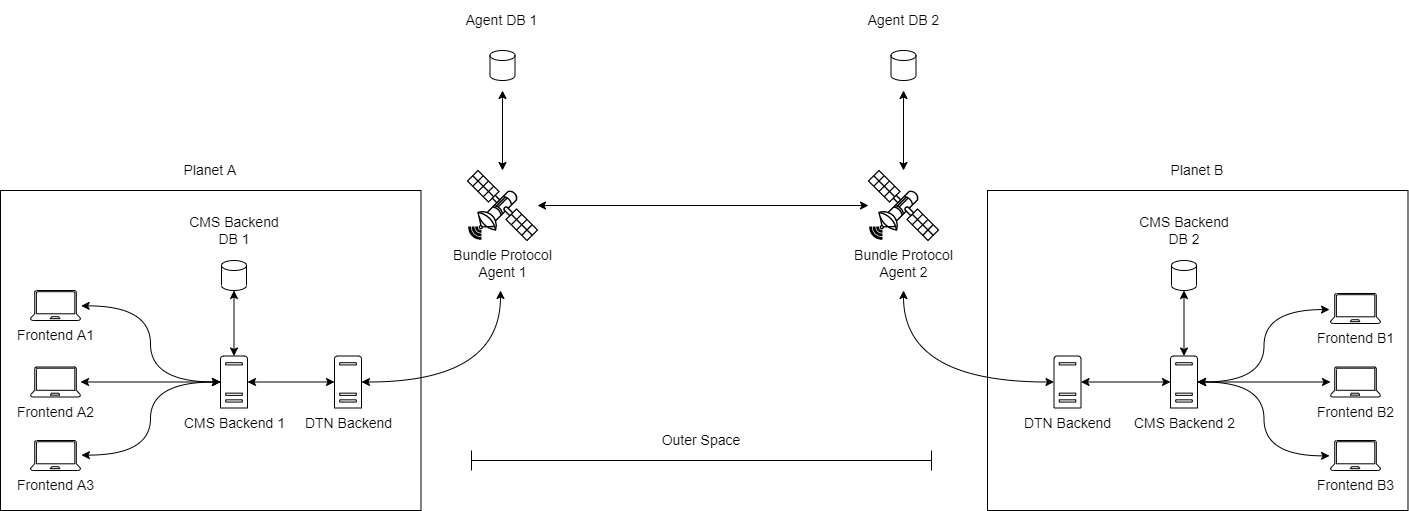 Agent DB 1
Agent DB 2
Planet A
Planet B
CMS Backend
DB 1
CMS Backend
DB 2
Bundle Protocol
Agent 1
Bundle Protocol
Agent 2
Frontend A1
Frontend A2
Frontend A3
CMS Backend 1
DTN Backend
Outer Space
DTN Backend
CMS Backend 2
Frontend B1
Frontend B2
Frontend B3